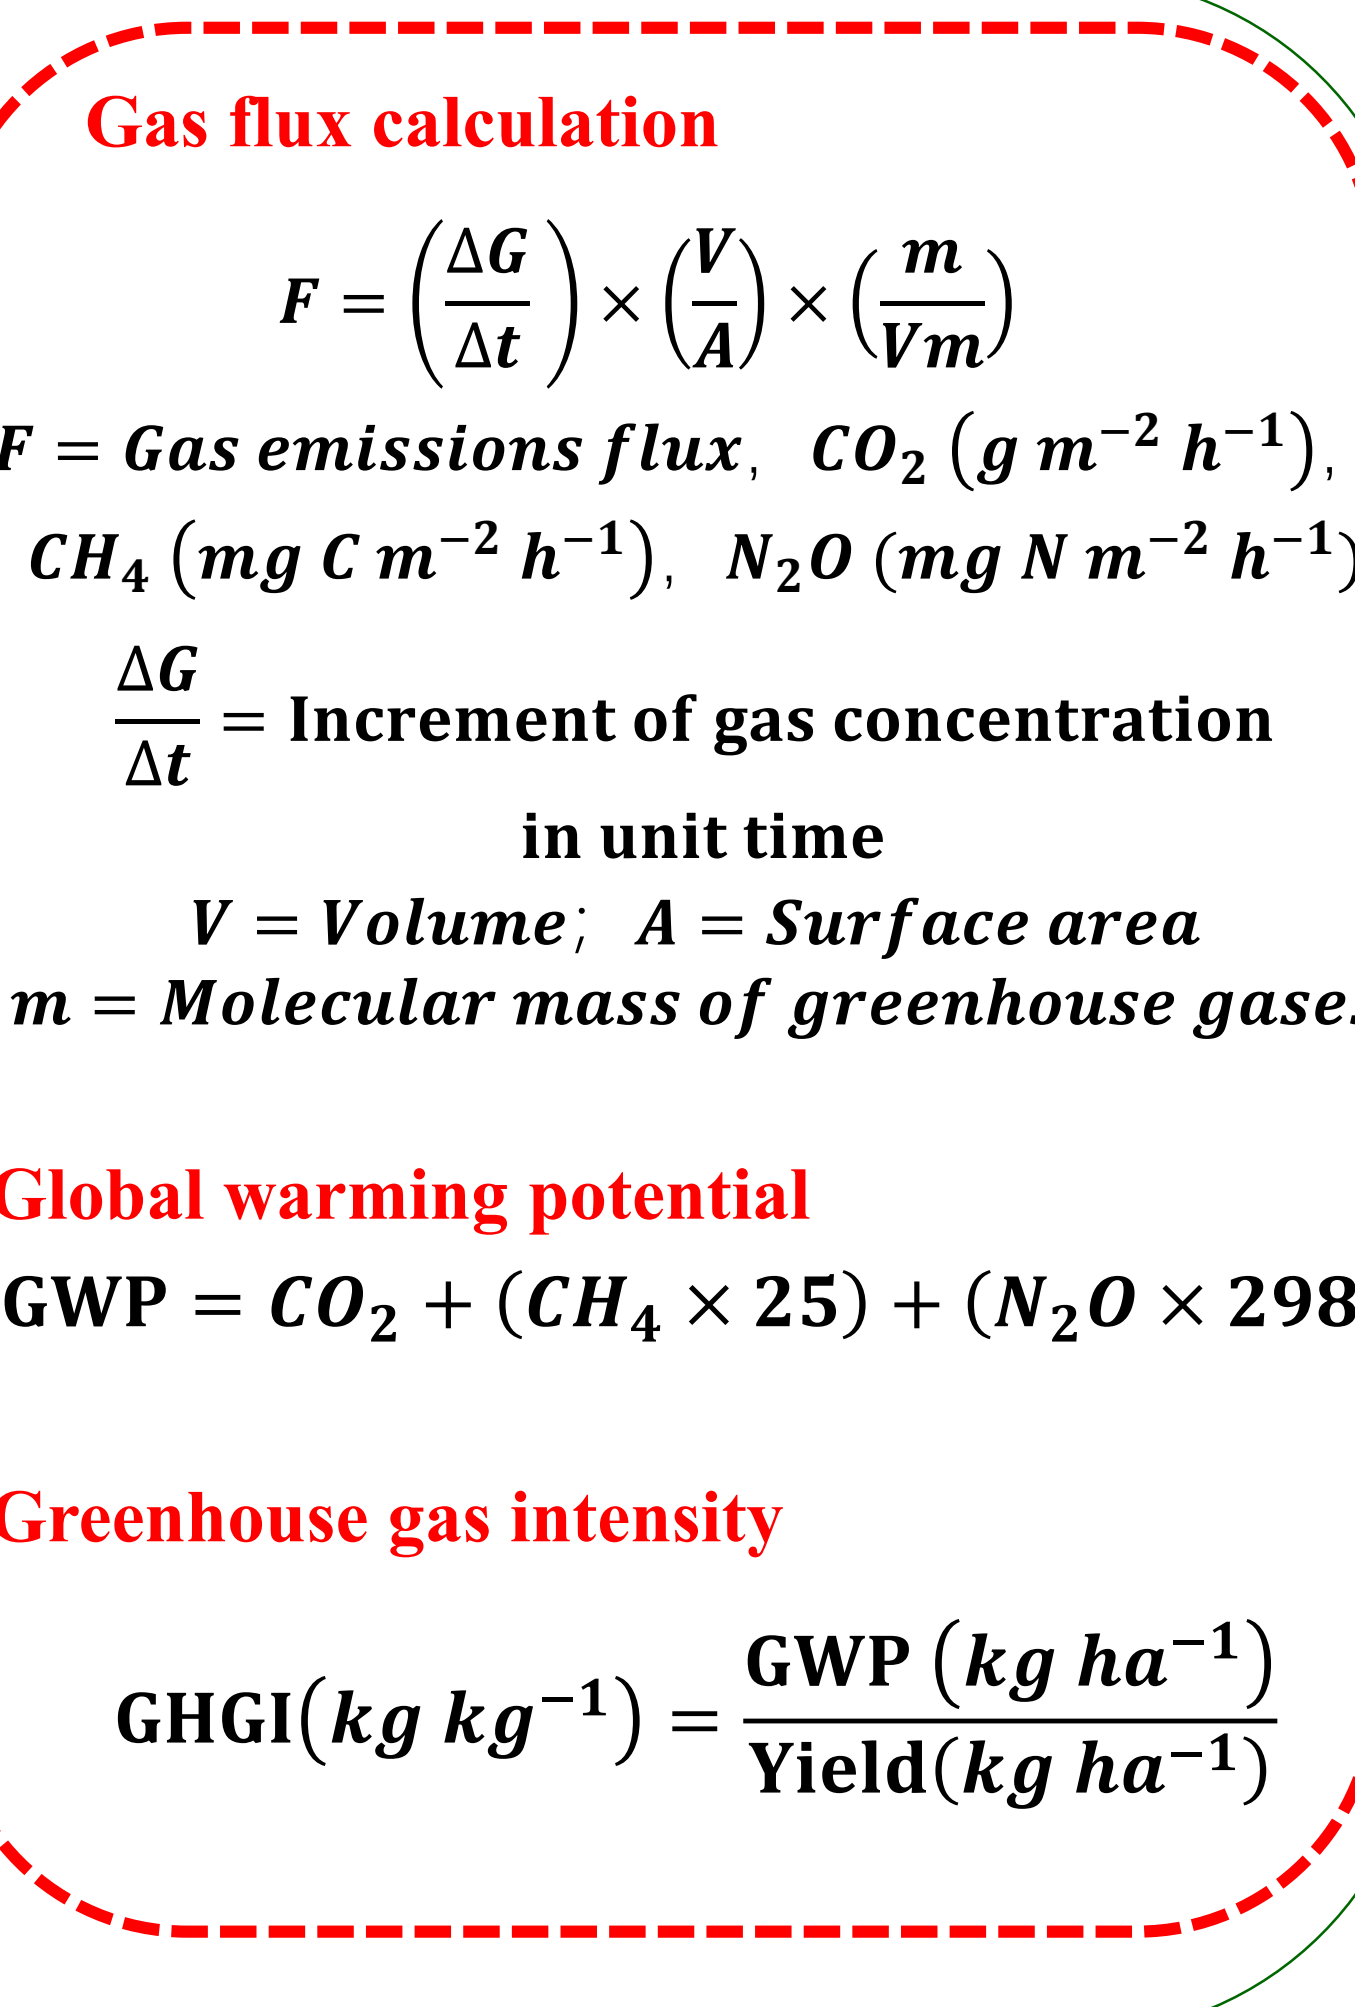 Gas flux calculation
F = (ΔG/Δt) × (V/A) × (m/Vm)
F = Gas emissions flux, CO₂ (g m⁻² h⁻¹),
CH₄ (mg C m⁻² h⁻¹), N₂O (mg N m⁻² h⁻¹)
ΔG/Δt = Increment of gas concentration
in unit time
V = Volume; A = Surface area
m = Molecular mass of greenhouse gases
Global warming potential
GWP = CO₂ + (CH₄ × 25) + (N₂O × 298
Greenhouse gas intensity
GHGI(kg kg⁻¹) = GWP (kg ha⁻¹) / Yield(kg ha⁻¹)